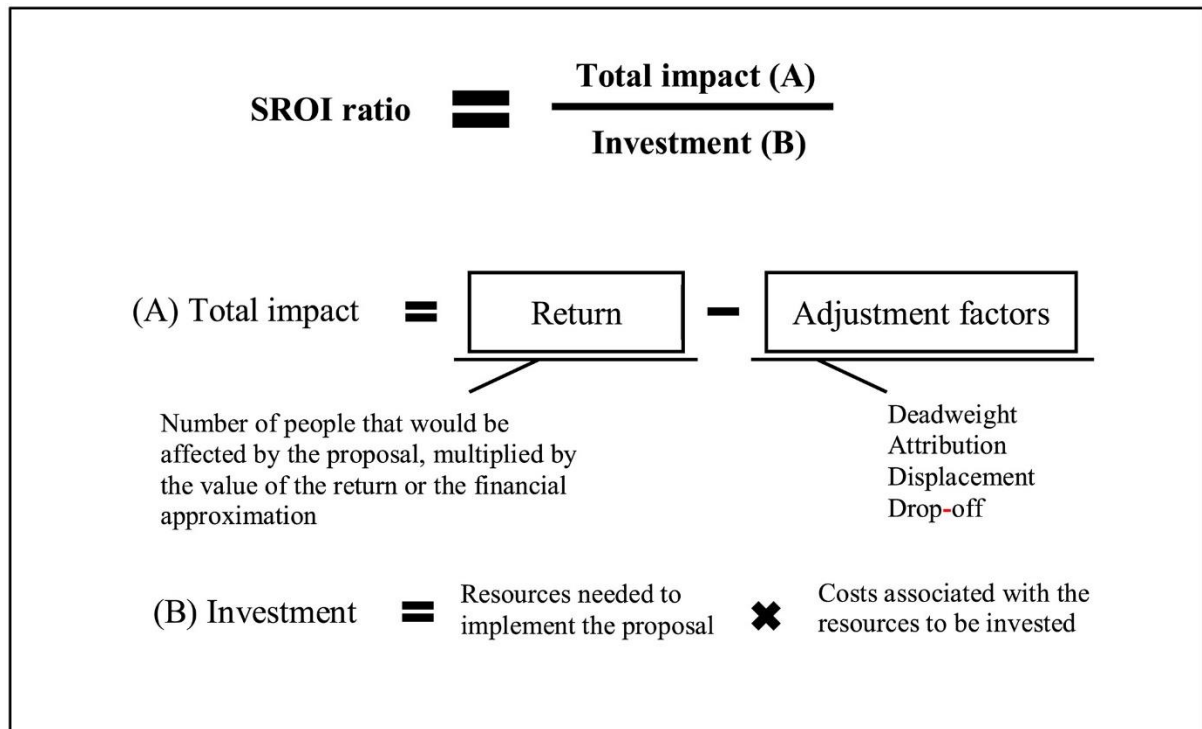 SROI ratio = Total impact (A)
Investment (B)
(A) Total impact = Return - Adjustment factors
Number of people that would be
affected by the proposal, multiplied by
the value of the return or the financial
approximation
Deadweight
Attribution
Displacement
Drop-off
(B) Investment = Resources needed to
implement the proposal
✖ Costs associated with the
resources to be invested